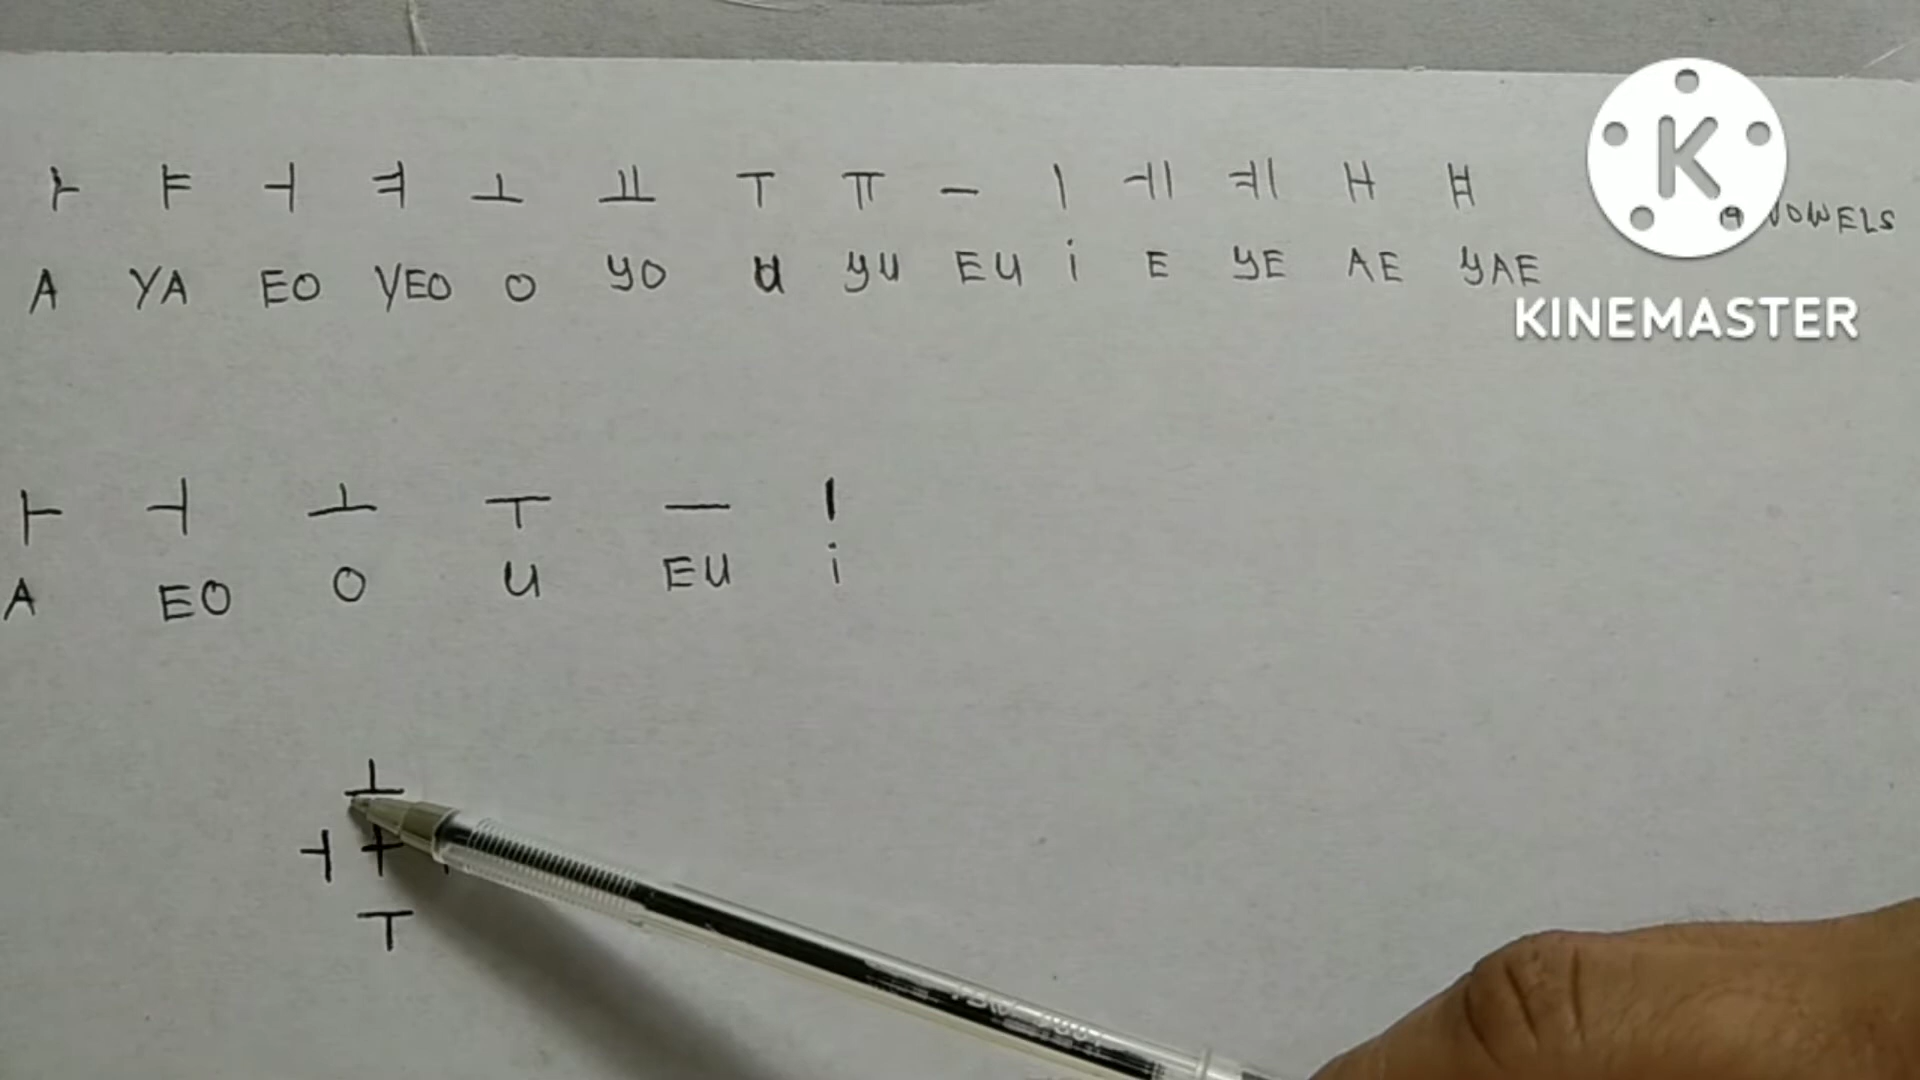 ㅏ ㅑ ㅓ ㅕ ㅗ ㅛ ㅜ ㅠ ㅡ ㅣ ㅔ ㅖ ㅐ ㅒ
VOWELS
A YA EO YEO O YO U YU EU i E YE AE YAE
KINEMASTER
ㅏ ㅓ ㅗ ㅜ ㅡ ㅣ
A EO O U EU i
ㅗ
ㅓ +
ㅜ